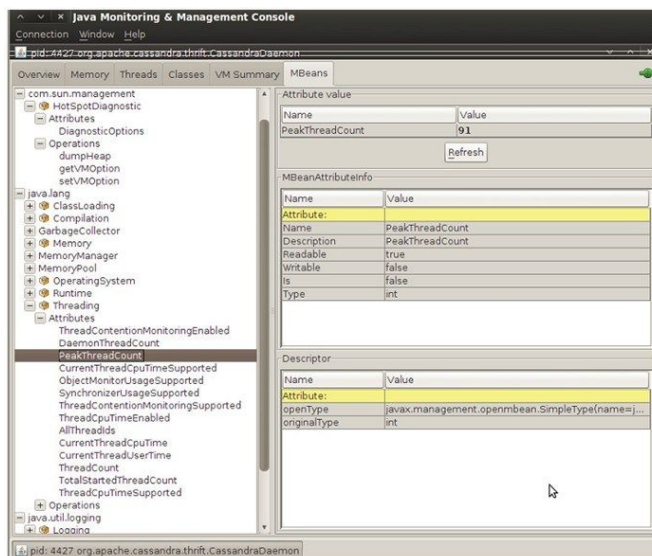 Java Monitoring & Management Console
Connection Window Help
pid: 4427 org.apache.cassandra.thrift.CassandraDaemon
Overview Memory Threads Classes VM Summary MBeans
com.sun.management
HotSpotDiagnostic
Attributes
DiagnosticOptions
Operations
dumpHeap
getVMOption
setVMOption
java.lang
ClassLoading
Compilation
GarbageCollector
Memory
MemoryManager
MemoryPool
OperatingSystem
Runtime
Threading
Attributes
ThreadContentionMonitoringEnabled
DaemonThreadCount
PeakThreadCount
CurrentThreadCpuTimeSupported
ObjectMonitorUsageSupported
SynchronizerUsageSupported
ThreadContentionMonitoringSupported
ThreadCpuTimeEnabled
AllThreadIds
CurrentThreadCpuTime
CurrentThreadUserTime
ThreadCount
TotalStartedThreadCount
ThreadCpuTimeSupported
Operations
java.util.logging
Logging
Attribute value
Name Value
PeakThreadCount 91
Refresh
MBeanAttributeInfo
Name Value
Attribute:
Name PeakThreadCount
Description PeakThreadCount
Readable true
Writable false
Is false
Type int
Descriptor
Name Value
Attribute:
openType javax.management.openmbean.SimpleType(name=j...
originalType int
pid: 4427 org.apache.cassandra.thrift.CassandraDaemon